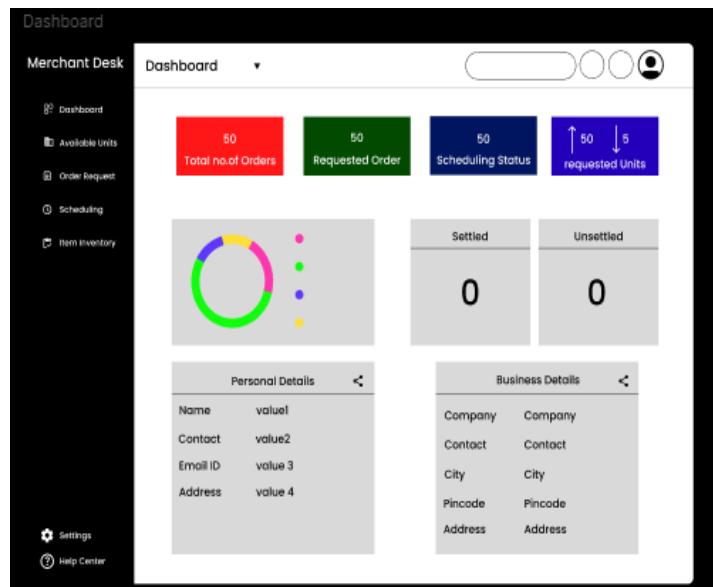 Dashboard
Merchant Desk
Dashboard
Dashboard
Available Units
Order Request
Scheduling
Item Inventory
Settings
Help Center
50
Total no.of Orders
50
Requested Order
50
Scheduling Status
50 5
requested Units
Settled
0
Unsettled
0
Personal Details
Name value1
Contact value2
Email ID value 3
Address value 4
Business Details
Company Company
Contact Contact
City City
Pincode Pincode
Address Address